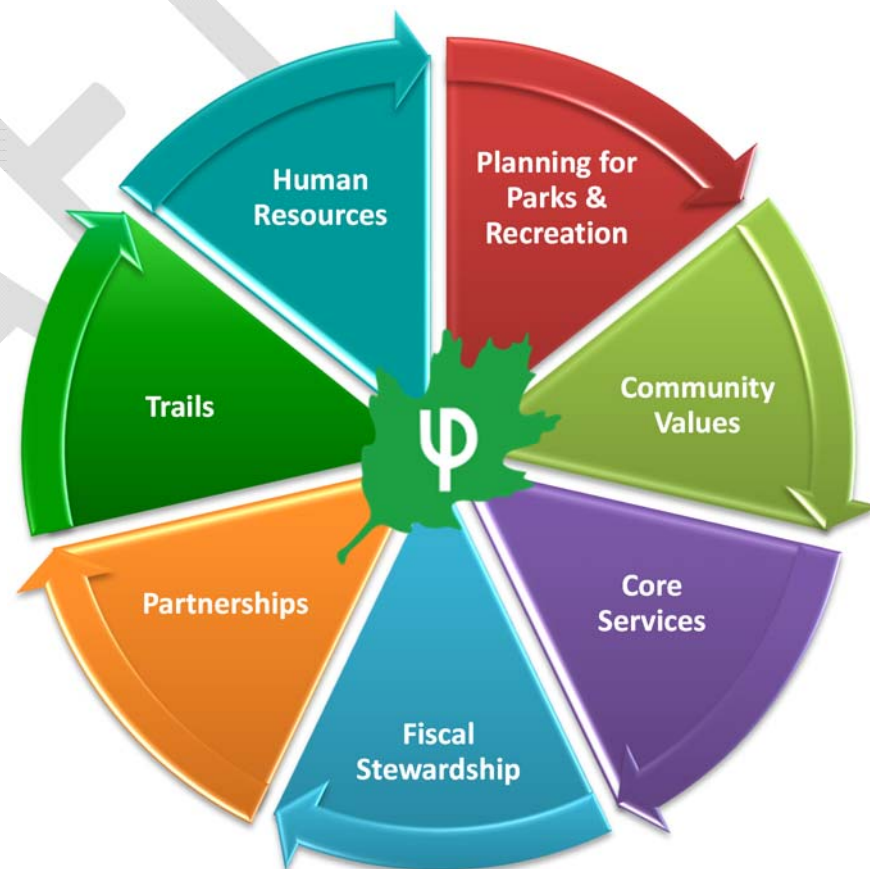 Human
Resources
Planning for
Parks &
Recreation
Trails
Community
Values
Partnerships
Core
Services
Fiscal
Stewardship